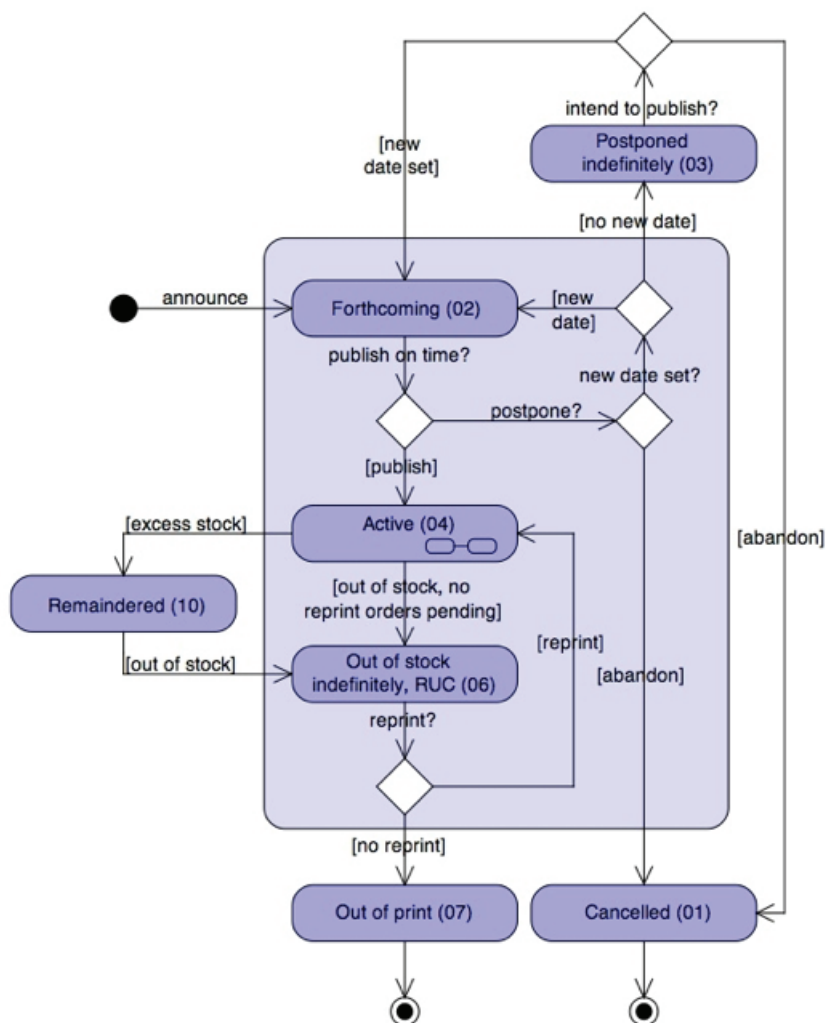 intend to publish?
Postponed
indefinitely (03)
[new
date set]
[no new date]
announce
Forthcoming (02)
[new
date]
publish on time?
new date set?
postpone?
[publish]
[excess stock]
Active (04)
[abandon]
Remaindered (10)
[out of stock, no
reprint orders pending]
[reprint]
[out of stock]
Out of stock
indefinitely, RUC (06)
[abandon]
reprint?
[no reprint]
Out of print (07)
Cancelled (01)